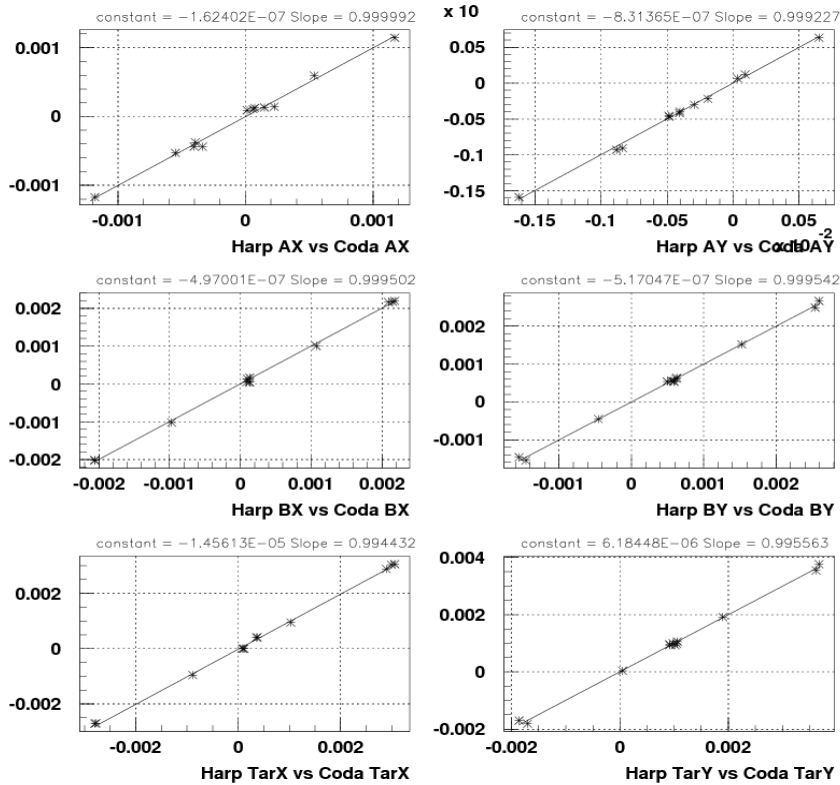 constant = −1.62402E−07 Slope = 0.999992
0.001
0
-0.001
-0.001 0 0.001
Harp AX vs Coda AX
x 10
constant = −8.31365E−07 Slope = 0.999227
0.05
0
-0.05
-0.1
-0.15
-0.15 -0.1 -0.05 0 0.05
x 10 -2
Harp AY vs Coda AY
constant = −4.97001E−07 Slope = 0.999502
0.002
0.001
0
-0.001
-0.002
-0.002 -0.001 0 0.001 0.002
Harp BX vs Coda BX
constant = −5.17047E−07 Slope = 0.999542
0.002
0.001
0
-0.001
-0.001 0 0.001 0.002
Harp BY vs Coda BY
constant = −1.45613E−05 Slope = 0.994432
0.002
0
-0.002
-0.002 0 0.002
Harp TarX vs Coda TarX
constant = 6.18448E−06 Slope = 0.995563
0.004
0.002
0
-0.002
-0.002 0 0.002
Harp TarY vs Coda TarY